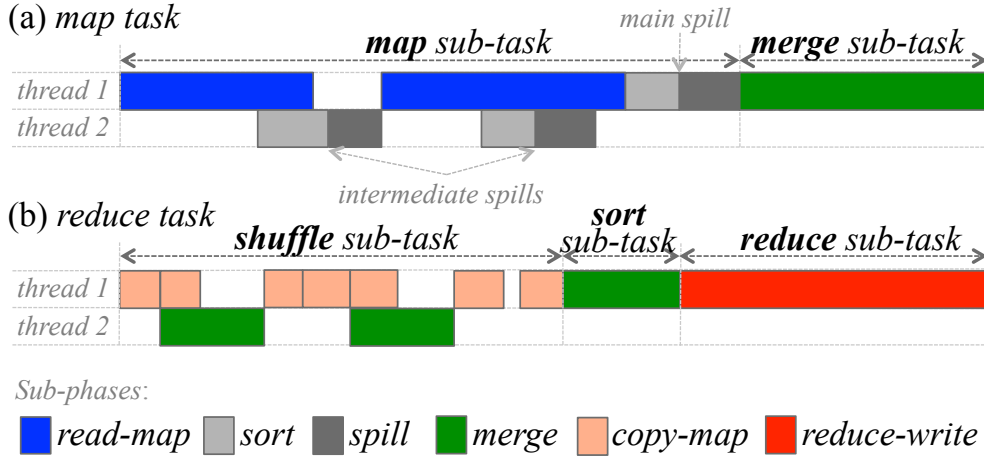 (a) map task
main spill
map sub-task
merge sub-task
thread 1
thread 2
intermediate spills
(b) reduce task
shuffle sub-task
sort
sub-task
reduce sub-task
thread 1
thread 2
Sub-phases:
read-map sort spill merge copy-map reduce-write